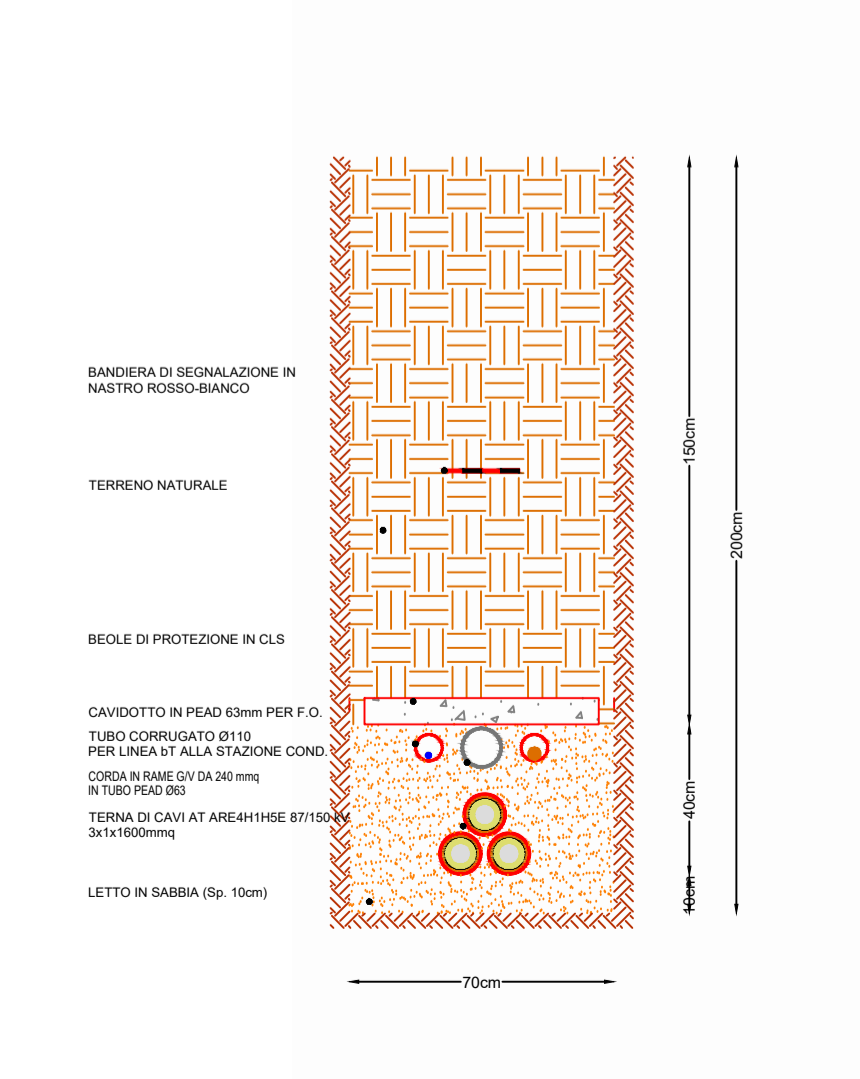 BANDIERA DI SEGNALAZIONE IN
NASTRO ROSSO-BIANCO
TERRENO NATURALE
BEOLE DI PROTEZIONE IN CLS
CAVIDOTTO IN PEAD 63mm PER F.O.
TUBO CORRUGATO Ø110
PER LINEA bT ALLA STAZIONE COND.
CORDA IN RAME G/V DA 240 mmq
IN TUBO PEAD Ø63
TERNA DI CAVI AT ARE4H1H5E 87/150 kV
3x1x1600mmq
LETTO IN SABBIA (Sp. 10cm)
150cm
200cm
40cm
10cm
70cm